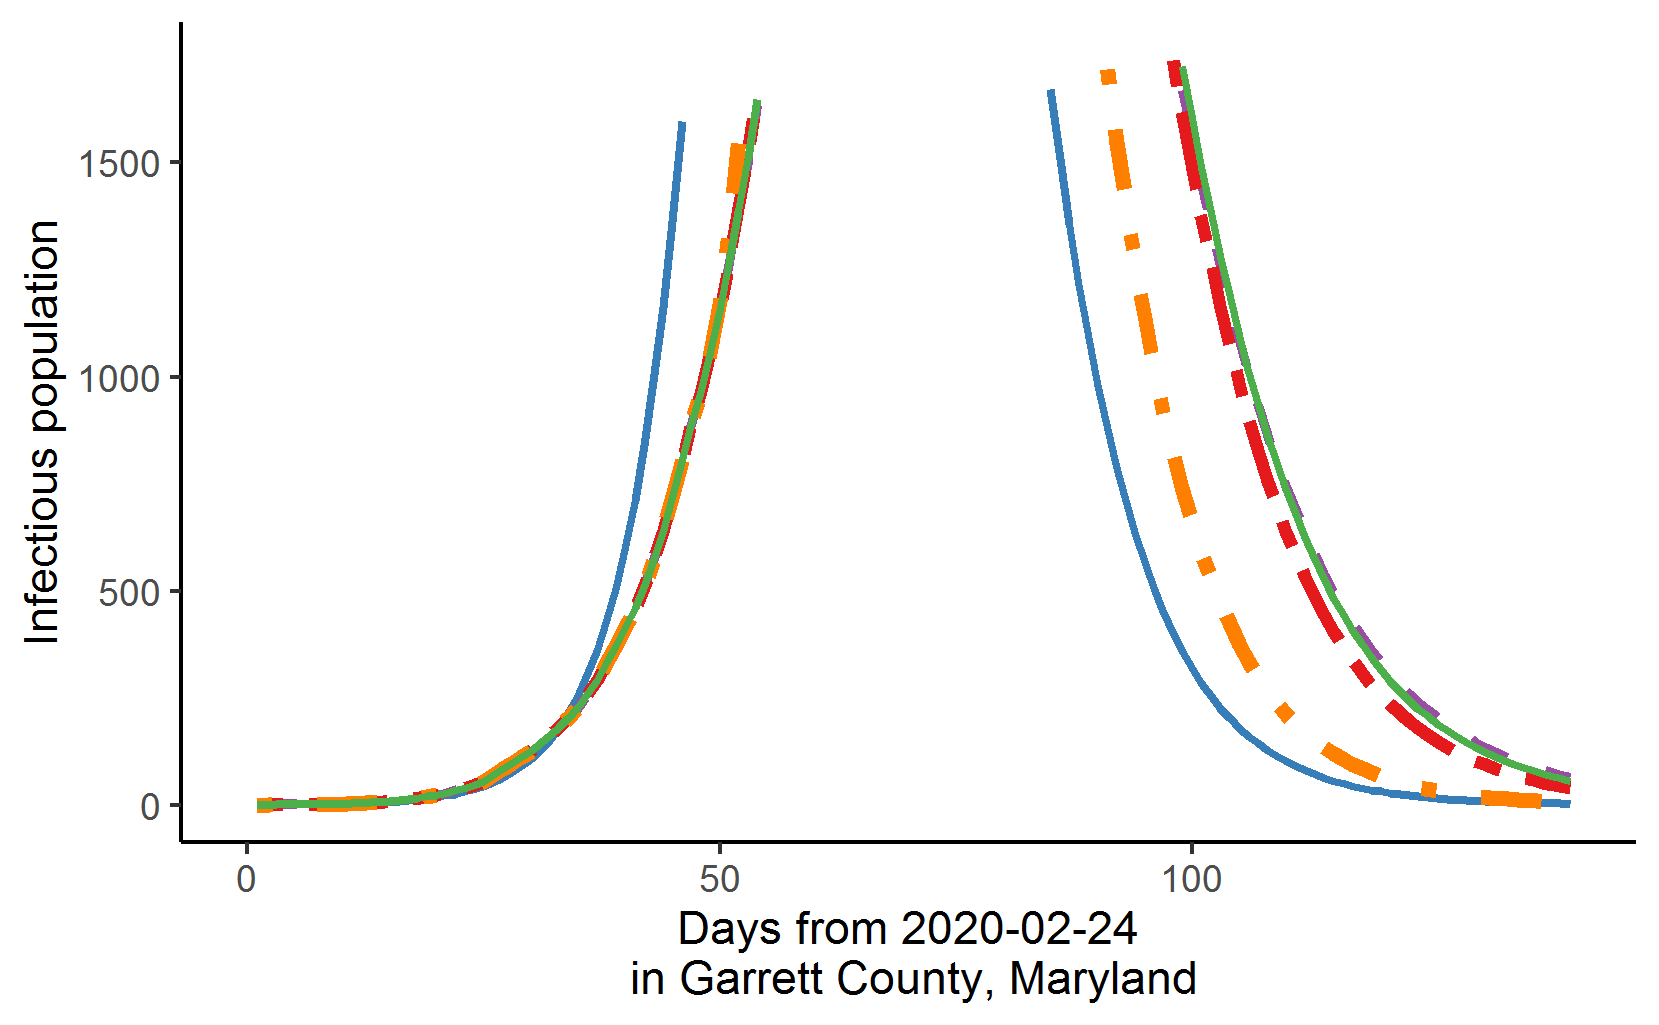 Infectious population
1500
1000
500
0
0 50 100
Days from 2020-02-24
in Garrett County, Maryland